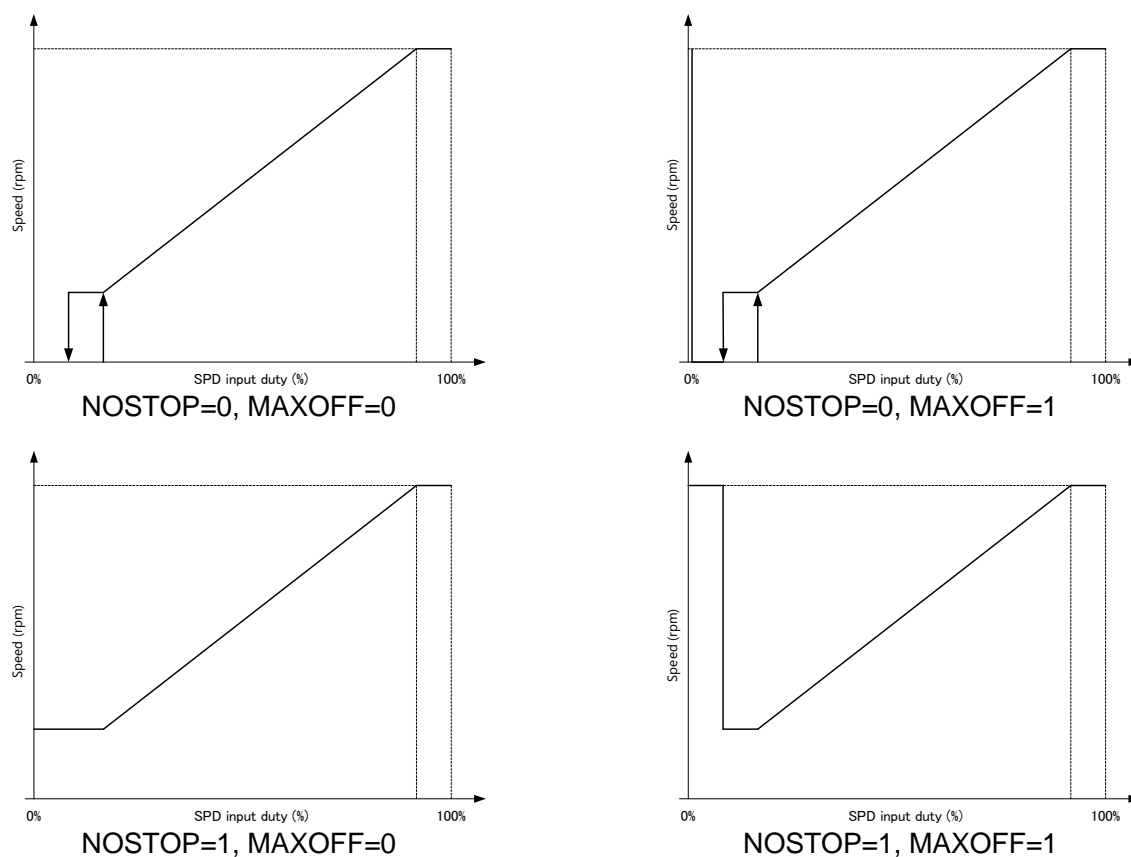 Speed (rpm)
0%
SPD input duty (%)
100%
NOSTOP=0, MAXOFF=0
Speed (rpm)
0%
SPD input duty (%)
100%
NOSTOP=0, MAXOFF=1
Speed (rpm)
0%
SPD input duty (%)
100%
NOSTOP=1, MAXOFF=0
Speed (rpm)
0%
SPD input duty (%)
100%
NOSTOP=1, MAXOFF=1